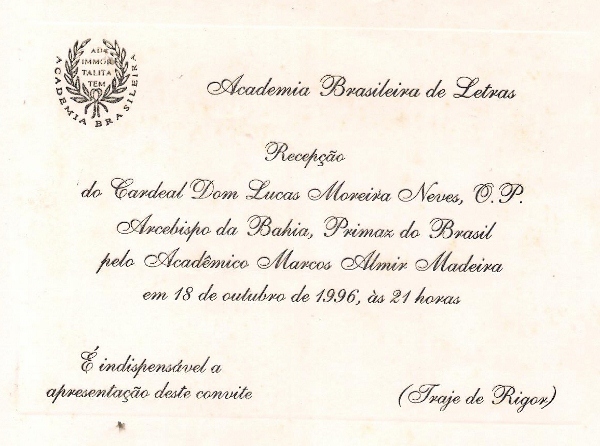 AD
IMMOR
TALITA
TEM
ACADEMIA BRASILEIRA
Academia Brasileira de Letras
Recepção
do Cardeal Dom Lucas Moreira Neves, O.P.
Arcebispo da Bahia, Primaz do Brasil
pelo Acadêmico Marcos Almir Madeira
em 18 de outubro de 1996, às 21 horas
É indispensável a
apresentação deste convite
(Traje de Rigor)